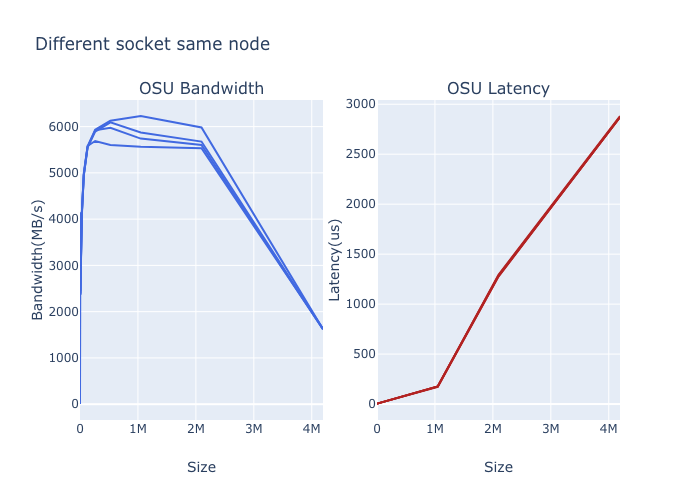 Different socket same node
OSU Bandwidth
OSU Latency
Bandwidth(MB/s)
6000
5000
4000
3000
2000
1000
0
0 1M 2M 3M 4M
Size
Latency(us)
3000
2500
2000
1500
1000
500
0
0 1M 2M 3M 4M
Size